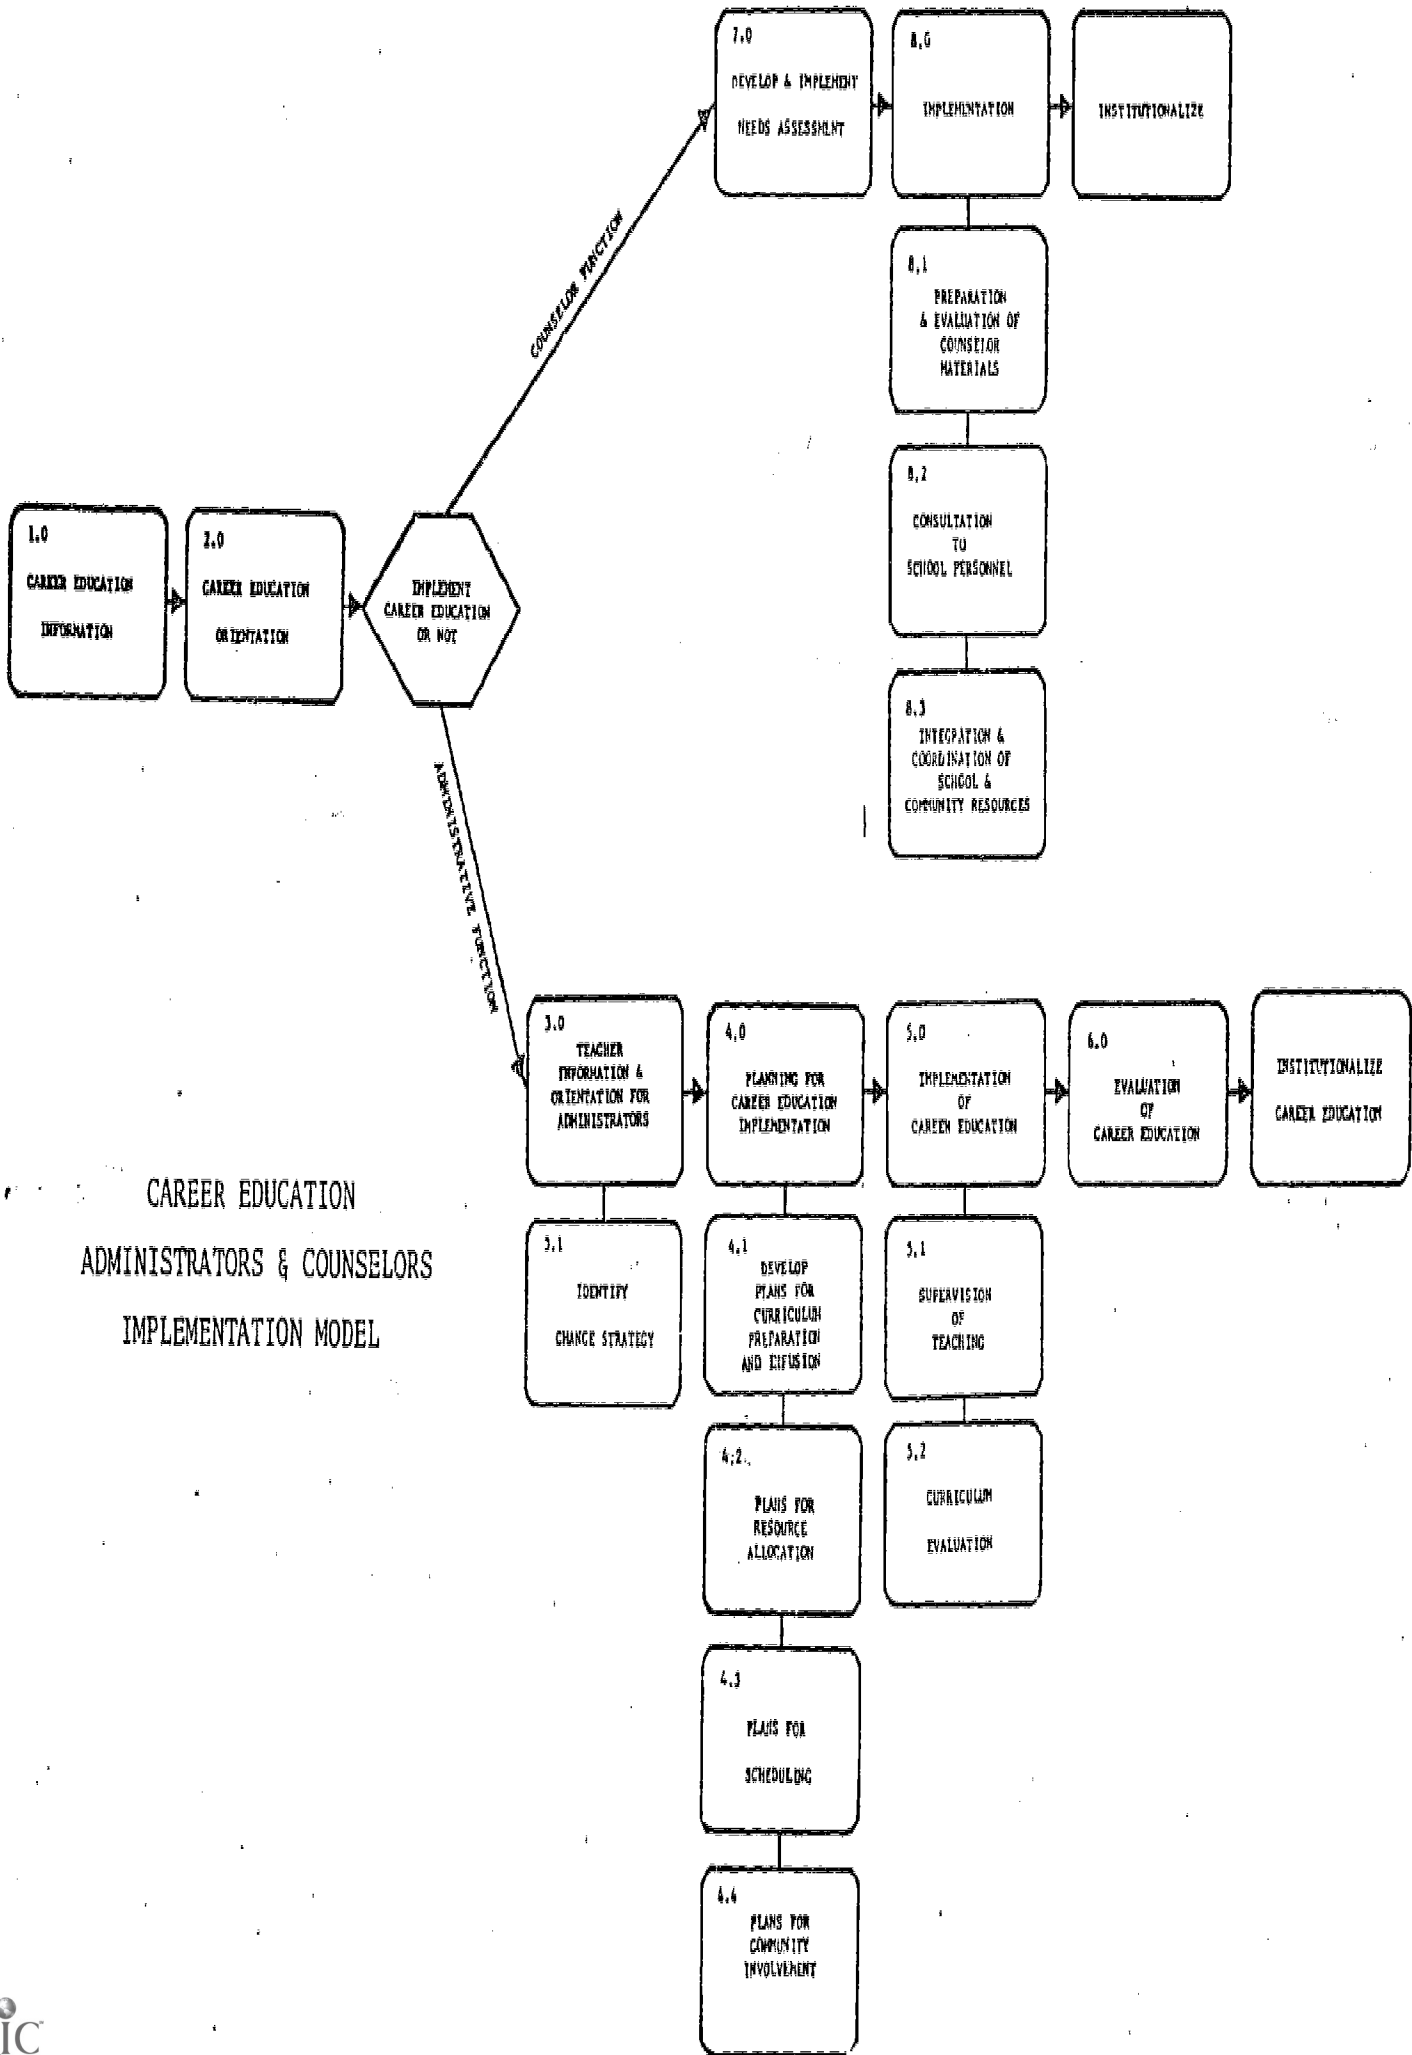 7.0
DEVELOP & IMPLEMENT
NEEDS ASSESSMENT
8.0
IMPLEMENTATION
INSTITUTIONALIZE
COUNSELOR FUNCTION
8.1
PREPARATION
& EVALUATION OF
COUNSELOR
MATERIALS
8.2
CONSULTATION
TO
SCHOOL PERSONNEL
8.3
INTEGRATION &
COORDINATION OF
SCHOOL &
COMMUNITY RESOURCES
1.0
CAREER EDUCATION
INFORMATION
2.0
CAREER EDUCATION
ORIENTATION
IMPLEMENT
CAREER EDUCATION
OR NOT
ADMINISTRATIVE FUNCTION
3.0
TEACHER
INFORMATION &
ORIENTATION FOR
ADMINISTRATORS
4.0
PLANNING FOR
CAREER EDUCATION
IMPLEMENTATION
5.0
IMPLEMENTATION
OF
CAREER EDUCATION
6.0
EVALUATION
OF
CAREER EDUCATION
INSTITUTIONALIZE
CAREER EDUCATION
3.1
IDENTIFY
CHANGE STRATEGY
4.1
DEVELOP
PLANS FOR
CURRICULUM
PREPARATION
AND DIFUSION
5.1
SUPERVISION
OF
TEACHING
4.2
PLANS FOR
RESOURCE
ALLOCATION
5.2
CURRICULUM
EVALUATION
4.3
PLANS FOR
SCHEDULING
4.4
PLANS FOR
COMMUNITY
INVOLVEMENT
CAREER EDUCATION
ADMINISTRATORS & COUNSELORS
IMPLEMENTATION MODEL
IC